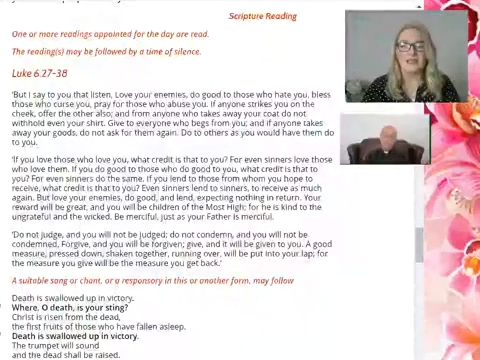 Scripture Reading
One or more readings appointed for the day are read.
The reading(s) may be followed by a time of silence.
Luke 6.27-38
'But I say to you that listen, Love your enemies, do good to those who hate you, bless
those who curse you, pray for those who abuse you. If anyone strikes you on the
cheek, offer the other also; and from anyone who takes away your coat do not
withhold even your shirt. Give to everyone who begs from you; and if anyone takes
away your goods, do not ask for them again. Do to others as you would have them do
to you.
'If you love those who love you, what credit is that to you? For even sinners love those
who love them. If you do good to those who do good to you, what credit is that to
you? For even sinners do the same. If you lend to those from whom you hope to
receive, what credit is that to you? Even sinners lend to sinners, to receive as much
again. But love your enemies, do good, and lend, expecting nothing in return. Your
reward will be great, and you will be children of the Most High; for he is kind to the
ungrateful and the wicked. Be merciful, just as your Father is merciful.
'Do not judge, and you will not be judged; do not condemn, and you will not be
condemned. Forgive, and you will be forgiven; give, and it will be given to you. A good
measure, pressed down, shaken together, running over, will be put into your lap; for
the measure you give will be the measure you get back.'
A suitable song or chant, or a responsory in this or another form, may follow
Death is swallowed up in victory.
Where, O death, is your sting?
Christ is risen from the dead,
the first fruits of those who have fallen asleep.
Death is swallowed up in victory.
The trumpet will sound
and the dead shall be raised.